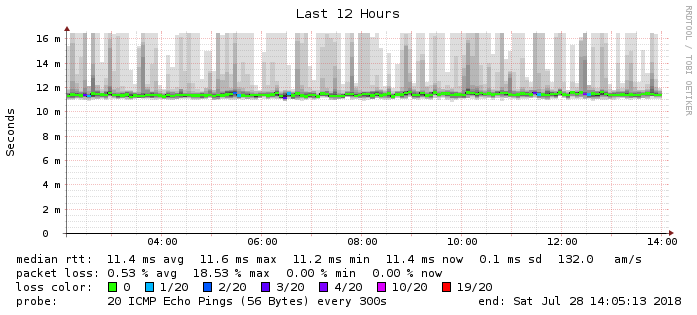 Last 12 Hours
RRDTOOL / TOBI OETIKER
Seconds
16 m
14 m
12 m
10 m
8 m
6 m
4 m
2 m
0
04:00 06:00 08:00 10:00 12:00 14:00
median rtt: 11.4 ms avg 11.6 ms max 11.2 ms min 11.4 ms now 0.1 ms sd 132.0 am/s
packet loss: 0.53 % avg 18.53 % max 0.00 % min 0.00 % now
loss color: 0 1/20 2/20 3/20 4/20 10/20 19/20
probe: 20 ICMP Echo Pings (56 Bytes) every 300s end: Sat Jul 28 14:05:13 2018